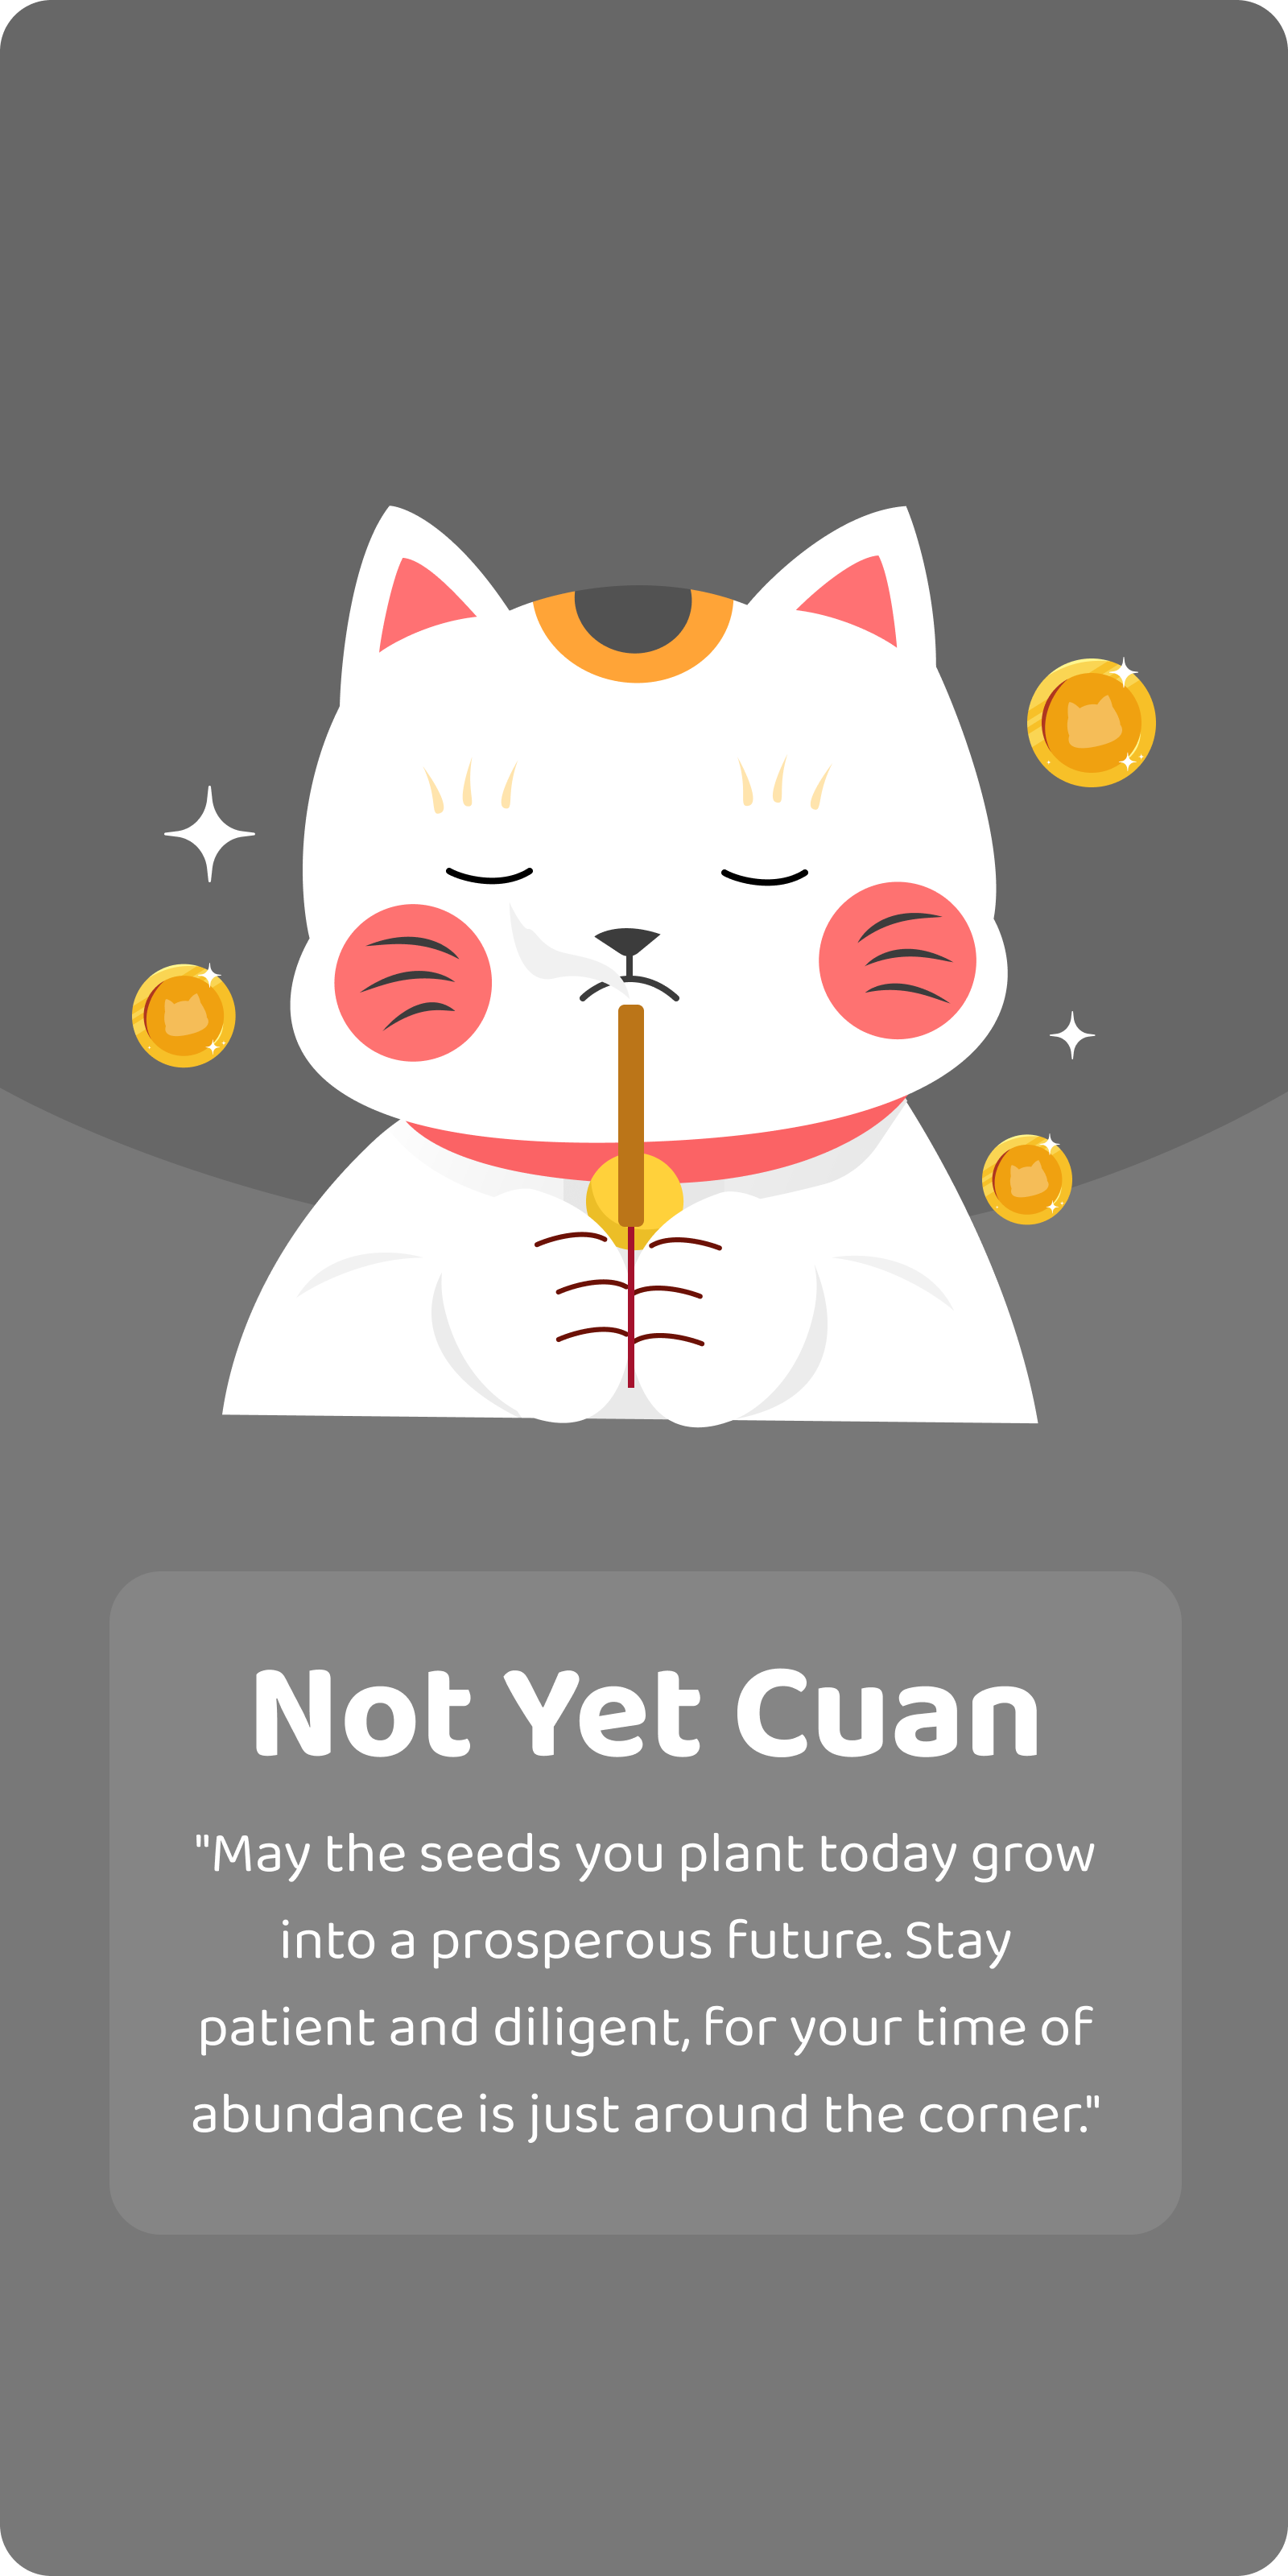 Not Yet Cuan
"May the seeds you plant today grow
into a prosperous future. Stay
patient and diligent, for your time of
abundance is just around the corner."